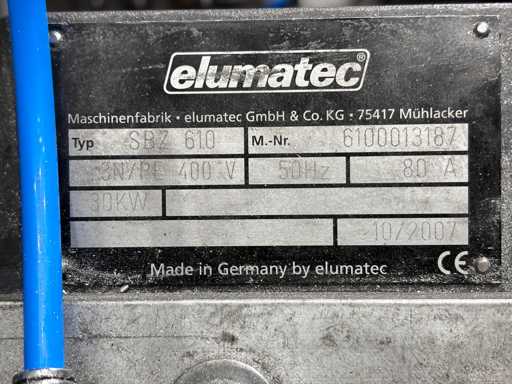 elumatec®
Maschinenfabrik • elumatec GmbH & Co. KG • 75417 Mühlacker
Typ SBZ 610 M.-Nr. 6100013187
3N/PE 400 V 50Hz 80 A
30KW
10/2007
Made in Germany by elumatec CE